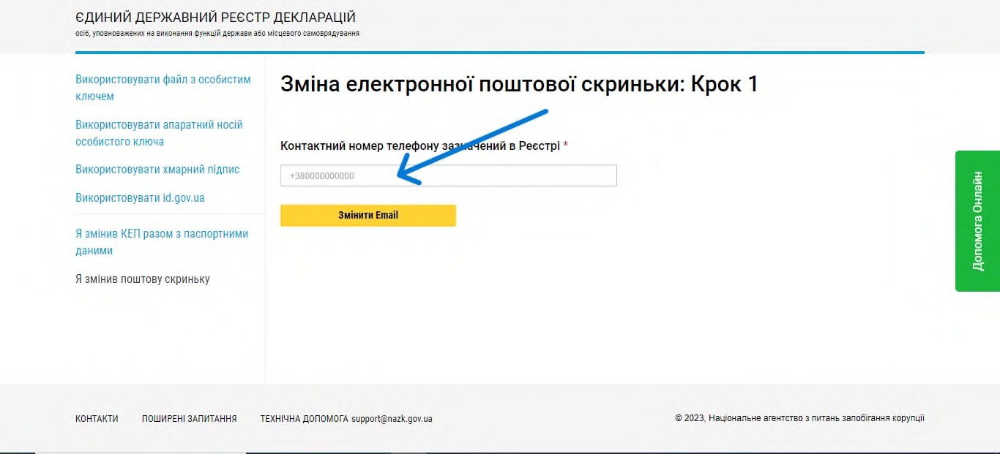 ЄДИНИЙ ДЕРЖАВНИЙ РЕЄСТР ДЕКЛАРАЦІЙ
осіб, уповноважених на виконання функцій держави або місцевого самоврядування
Використовувати файл з особистим
ключем
Використовувати апаратний носій
особистого ключа
Використовувати хмарний підпис
Використовувати id.gov.ua
Я змінив КЕП разом з паспортними
даними
Я змінив поштову скриньку
Зміна електронної поштової скриньки: Крок 1
Контактний номер телефону зазначений в Реєстрі *
+380000000000
Змінити Email
Допомога Онлайн
КОНТАКТИ ПОШИРЕНІ ЗАПИТАННЯ ТЕХНІЧНА ДОПОМОГА support@nazk.gov.ua © 2023, Національне агентство з питань запобігання корупції